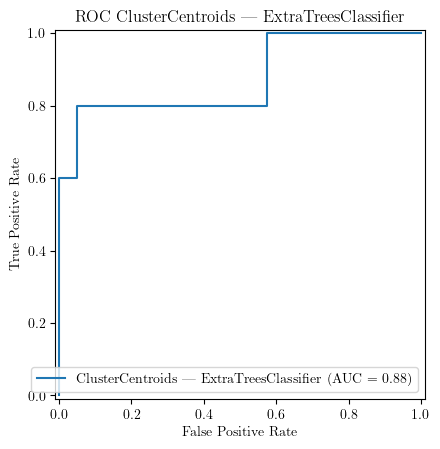 ROC ClusterCentroids — ExtraTreesClassifier
1.0
0.8
0.6
0.4
0.2
0.0
True Positive Rate
ClusterCentroids — ExtraTreesClassifier (AUC = 0.88)
0.0 0.2 0.4 0.6 0.8 1.0
False Positive Rate